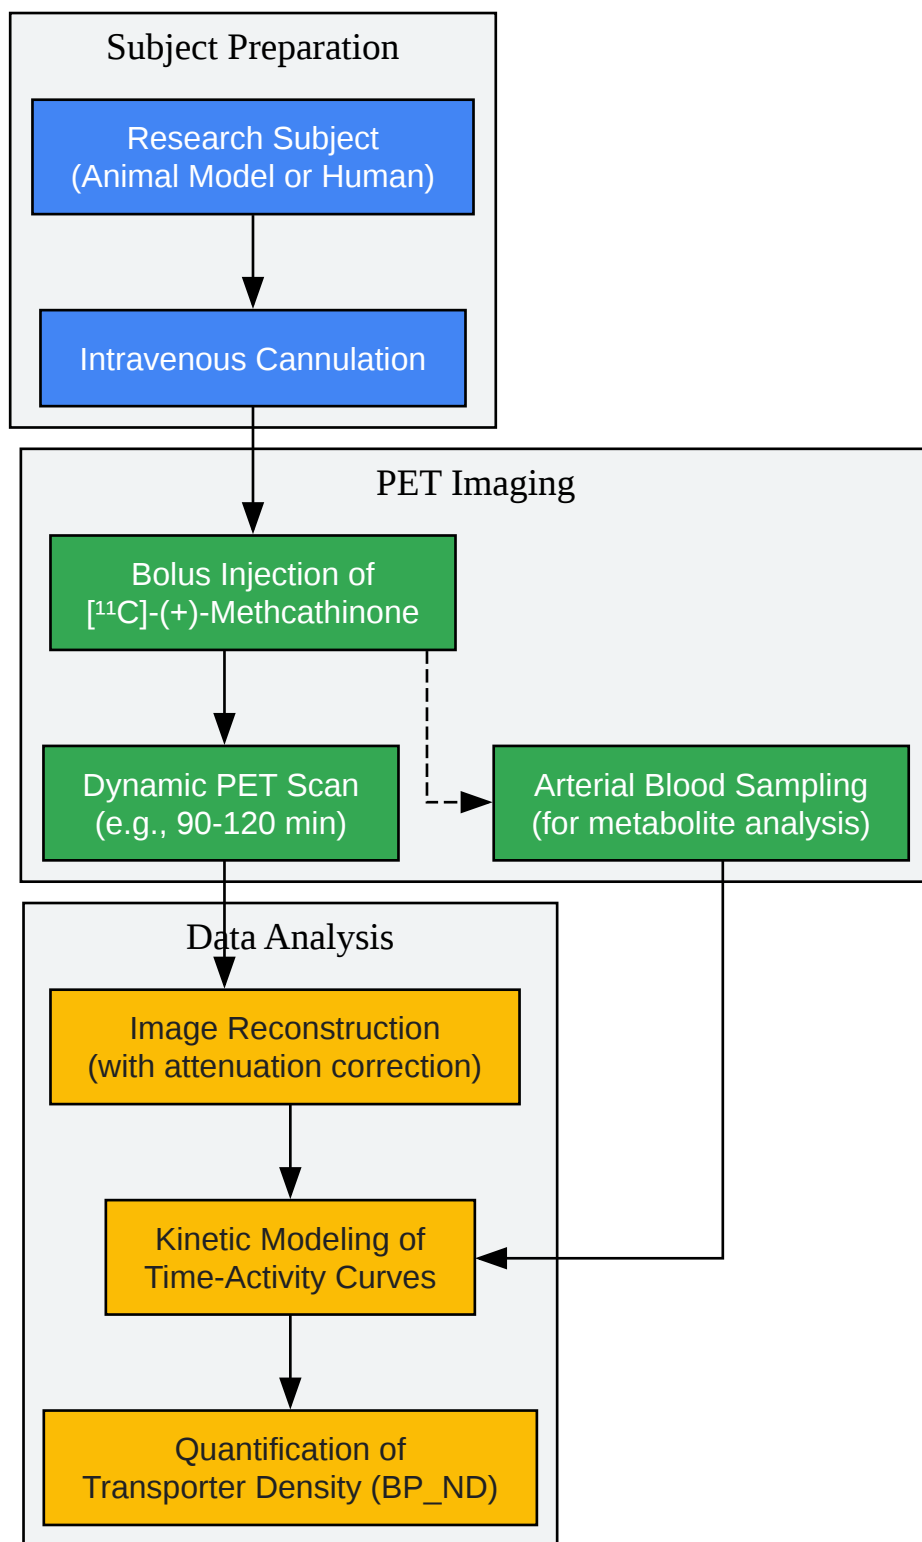 Subject Preparation
Research Subject
(Animal Model or Human)
Intravenous Cannulation
PET Imaging
Bolus Injection of
[¹¹C]-(+)-Methcathinone
Dynamic PET Scan
(e.g., 90-120 min)
Arterial Blood Sampling
(for metabolite analysis)
Data Analysis
Image Reconstruction
(with attenuation correction)
Kinetic Modeling of
Time-Activity Curves
Quantification of
Transporter Density (BP_ND)